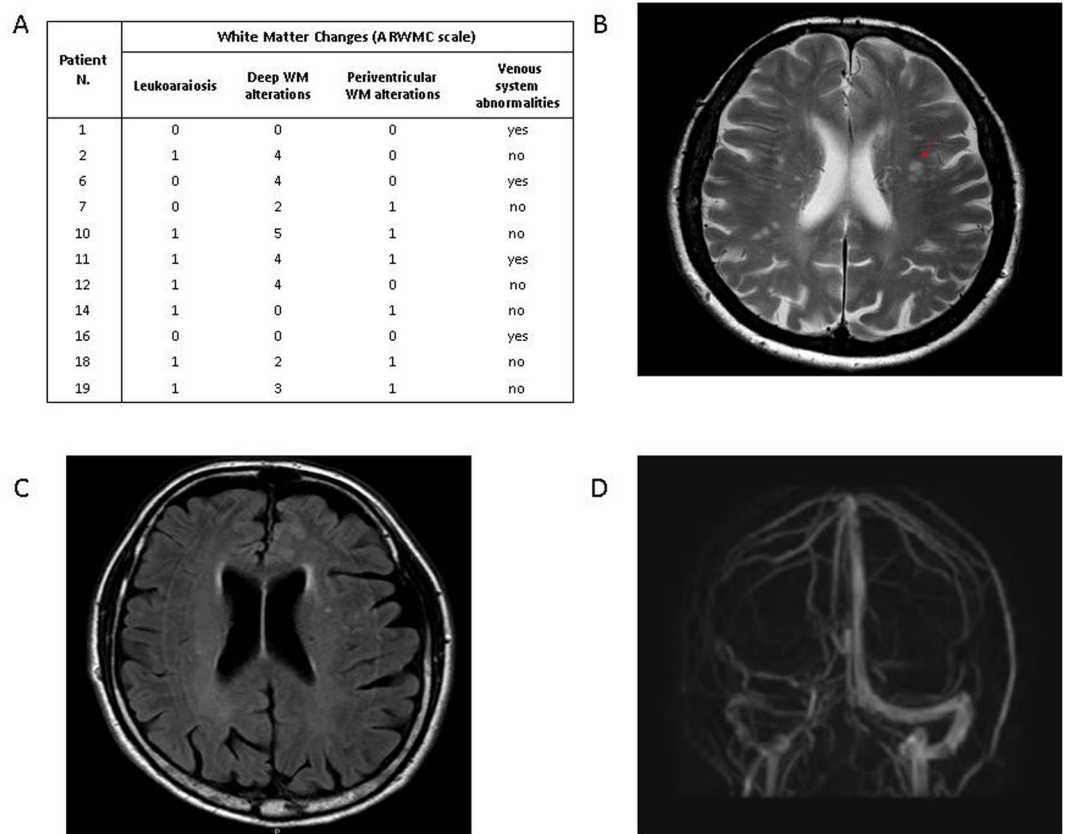 A
White Matter Changes (ARWMC scale)
Patient N.
Leukoaraiosis
Deep WM alterations
Periventricular WM alterations
Venous system abnormalities
1 0 0 0 yes
2 1 4 0 no
6 0 4 0 yes
7 0 2 1 no
10 1 5 1 no
11 1 4 1 yes
12 1 4 0 no
14 1 0 1 no
16 0 0 0 yes
18 1 2 1 no
19 1 3 1 no
B
C
P
D